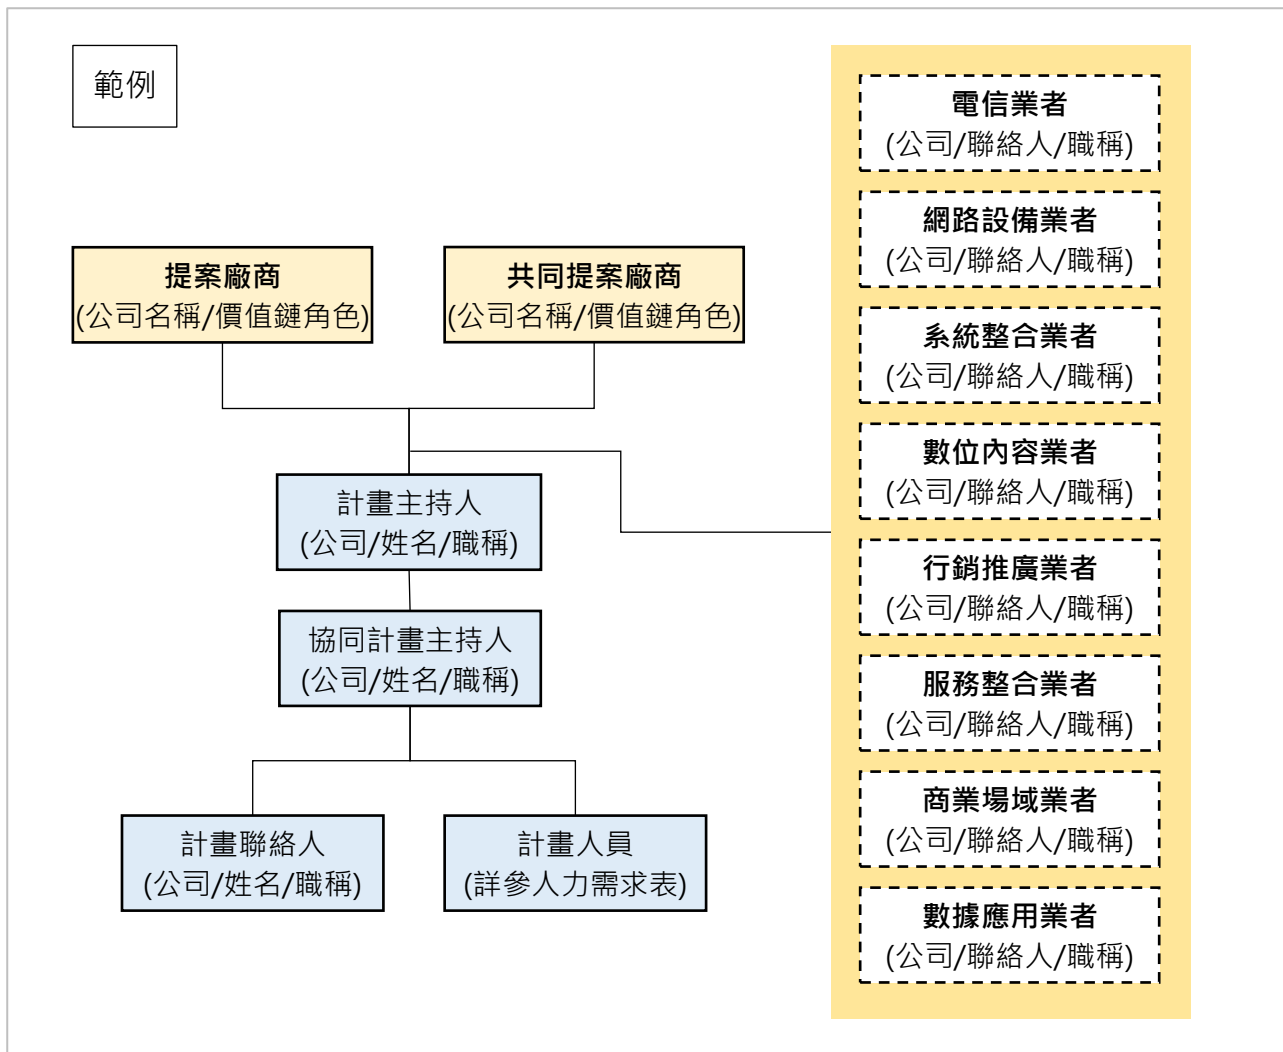 範例
提案廠商
(公司名稱/價值鏈角色)
共同提案廠商
(公司名稱/價值鏈角色)
計畫主持人
(公司/姓名/職稱)
協同計畫主持人
(公司/姓名/職稱)
計畫聯絡人
(公司/姓名/職稱)
計畫人員
(詳參人力需求表)
電信業者
(公司/聯絡人/職稱)
網路設備業者
(公司/聯絡人/職稱)
系統整合業者
(公司/聯絡人/職稱)
數位內容業者
(公司/聯絡人/職稱)
行銷推廣業者
(公司/聯絡人/職稱)
服務整合業者
(公司/聯絡人/職稱)
商業場域業者
(公司/聯絡人/職稱)
數據應用業者
(公司/聯絡人/職稱)